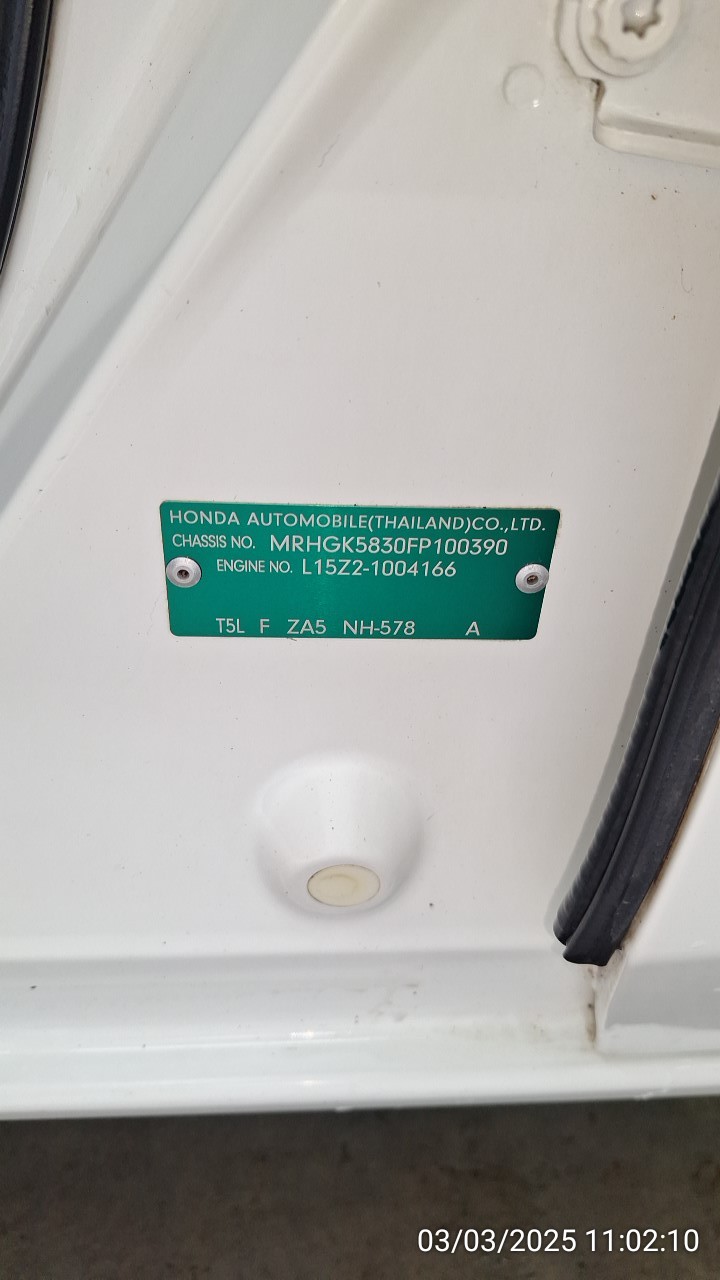 HONDA AUTOMOBILE(THAILAND)CO.,LTD.
CHASSIS NO. MRHGK5830FP100390
ENGINE NO. L15Z2-1004166
T5L F ZA5 NH-578 A
03/03/2025 11:02:10